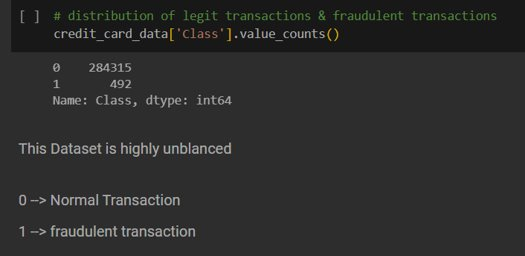 [ ] # distribution of legit transactions & fraudulent transactions
credit_card_data['Class'].value_counts()
0 284315
1 492
Name: Class, dtype: int64
This Dataset is highly unblanced
0 --> Normal Transaction
1 --> fraudulent transaction